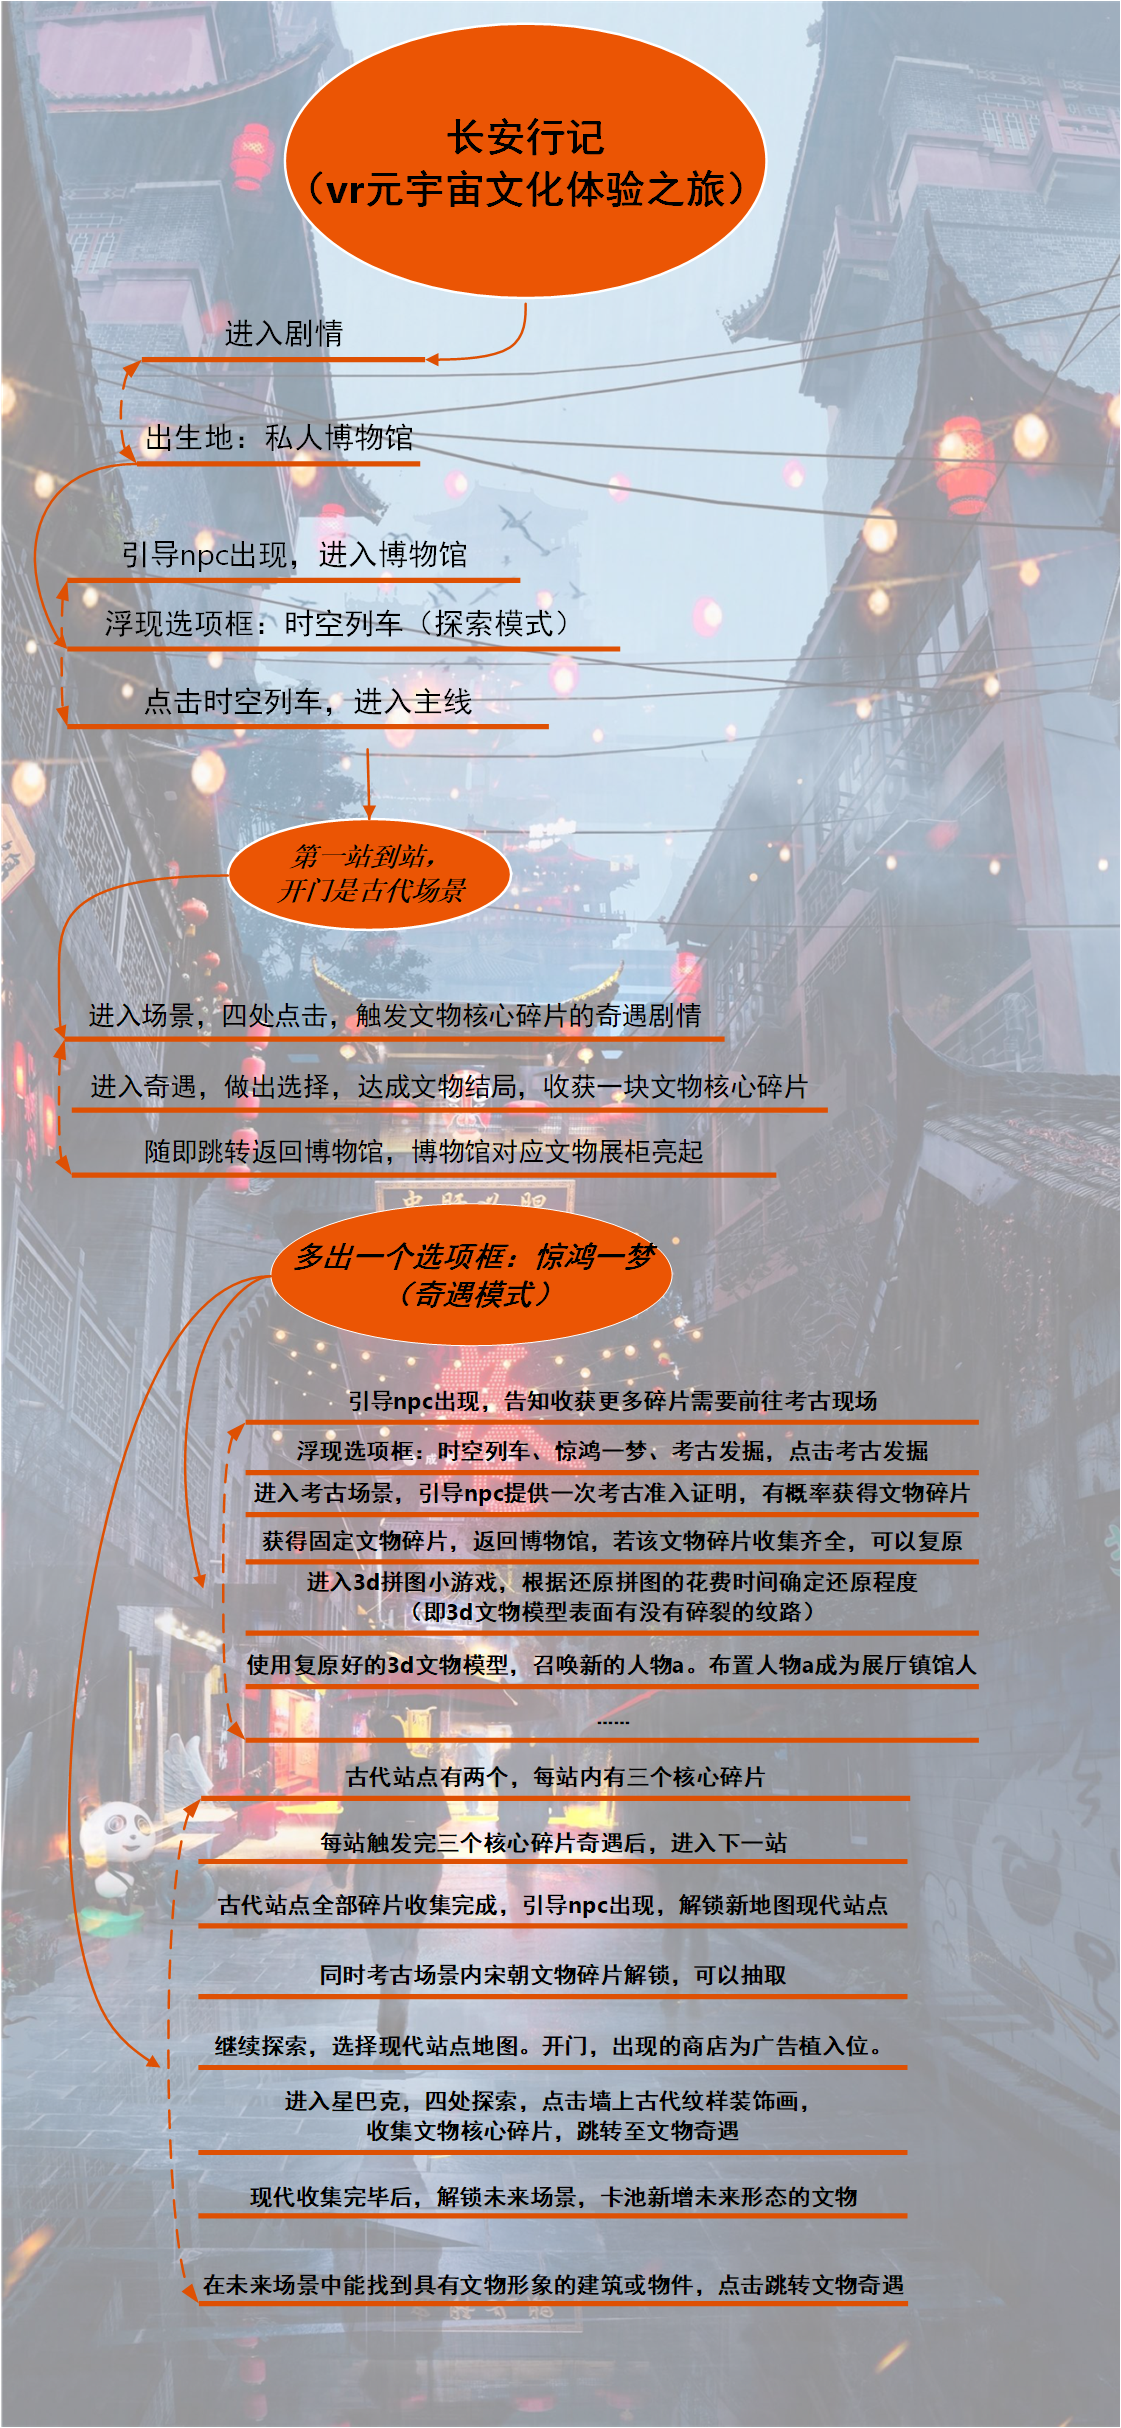 长安行记
（vr元宇宙文化体验之旅）
进入剧情
出生地：私人博物馆
引导npc出现，进入博物馆
浮现选项框：时空列车（探索模式）
点击时空列车，进入主线
第一站到站，
开门是古代场景
进入场景，四处点击，触发文物核心碎片的奇遇剧情
进入奇遇，做出选择，达成文物结局，收获一块文物核心碎片
随即跳转返回博物馆，博物馆对应文物展柜亮起
多出一个选项框：惊鸿一梦
（奇遇模式）
引导npc出现，告知收获更多碎片需要前往考古现场
浮现选项框：时空列车、惊鸿一梦、考古发掘，点击考古发掘
进入考古场景，引导npc提供一次考古准入证明，有概率获得文物碎片
获得固定文物碎片，返回博物馆，若该文物碎片收集齐全，可以复原
进入3d拼图小游戏，根据还原拼图的花费时间确定还原程度
（即3d文物模型表面有没有碎裂的纹路）
使用复原好的3d文物模型，召唤新的人物a。布置人物a成为展厅镇馆人
......
古代站点有两个，每站内有三个核心碎片
每站触发完三个核心碎片奇遇后，进入下一站
古代站点全部碎片收集完成，引导npc出现，解锁新地图现代站点
同时考古场景内宋朝文物碎片解锁，可以抽取
继续探索，选择现代站点地图。开门，出现的商店为广告植入位。
进入星巴克，四处探索，点击墙上古代纹样装饰画，
收集文物核心碎片，跳转至文物奇遇
现代收集完毕后，解锁未来场景，卡池新增未来形态的文物
在未来场景中能找到具有文物形象的建筑或物件，点击跳转文物奇遇